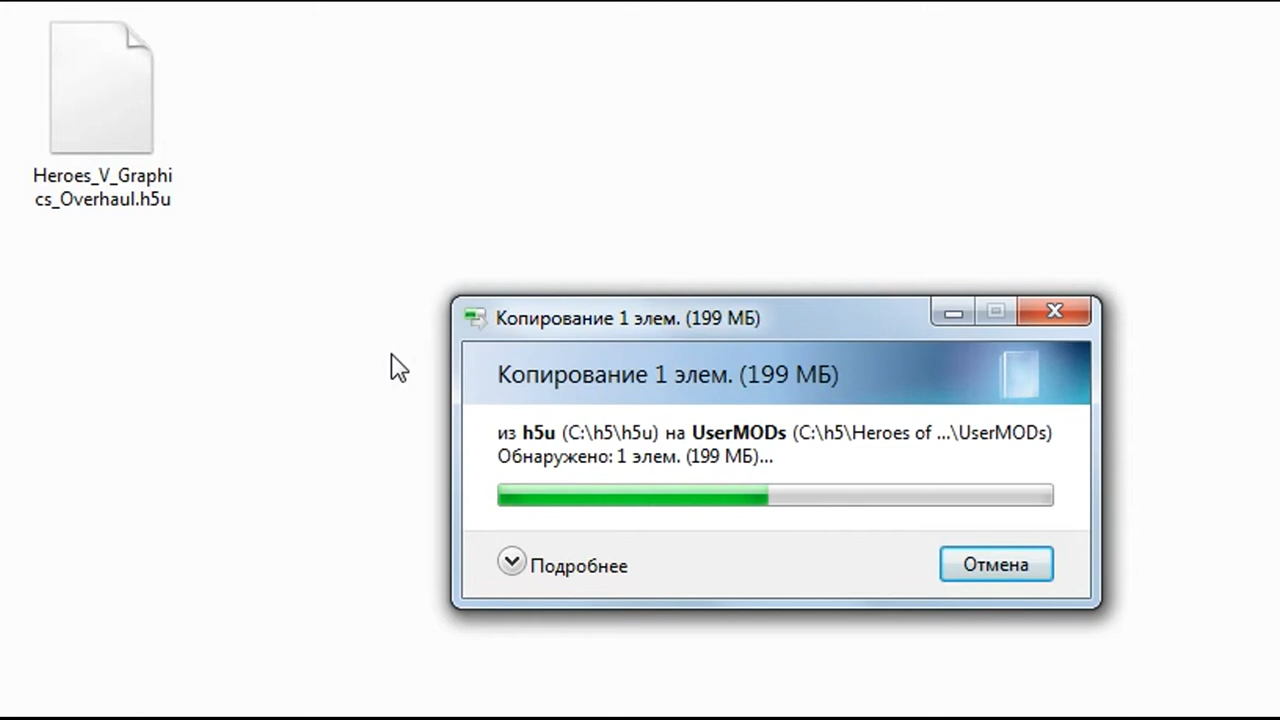 Heroes_V_Graphi
cs_Overhaul.h5u
Копирование 1 элем. (199 МБ)
Копирование 1 элем. (199 МБ)
из h5u (C:\h5\h5u) на UserMODs (C:\h5\Heroes of ...\UserMODs)
Обнаружено: 1 элем. (199 МБ)...
Подробнее
Отмена